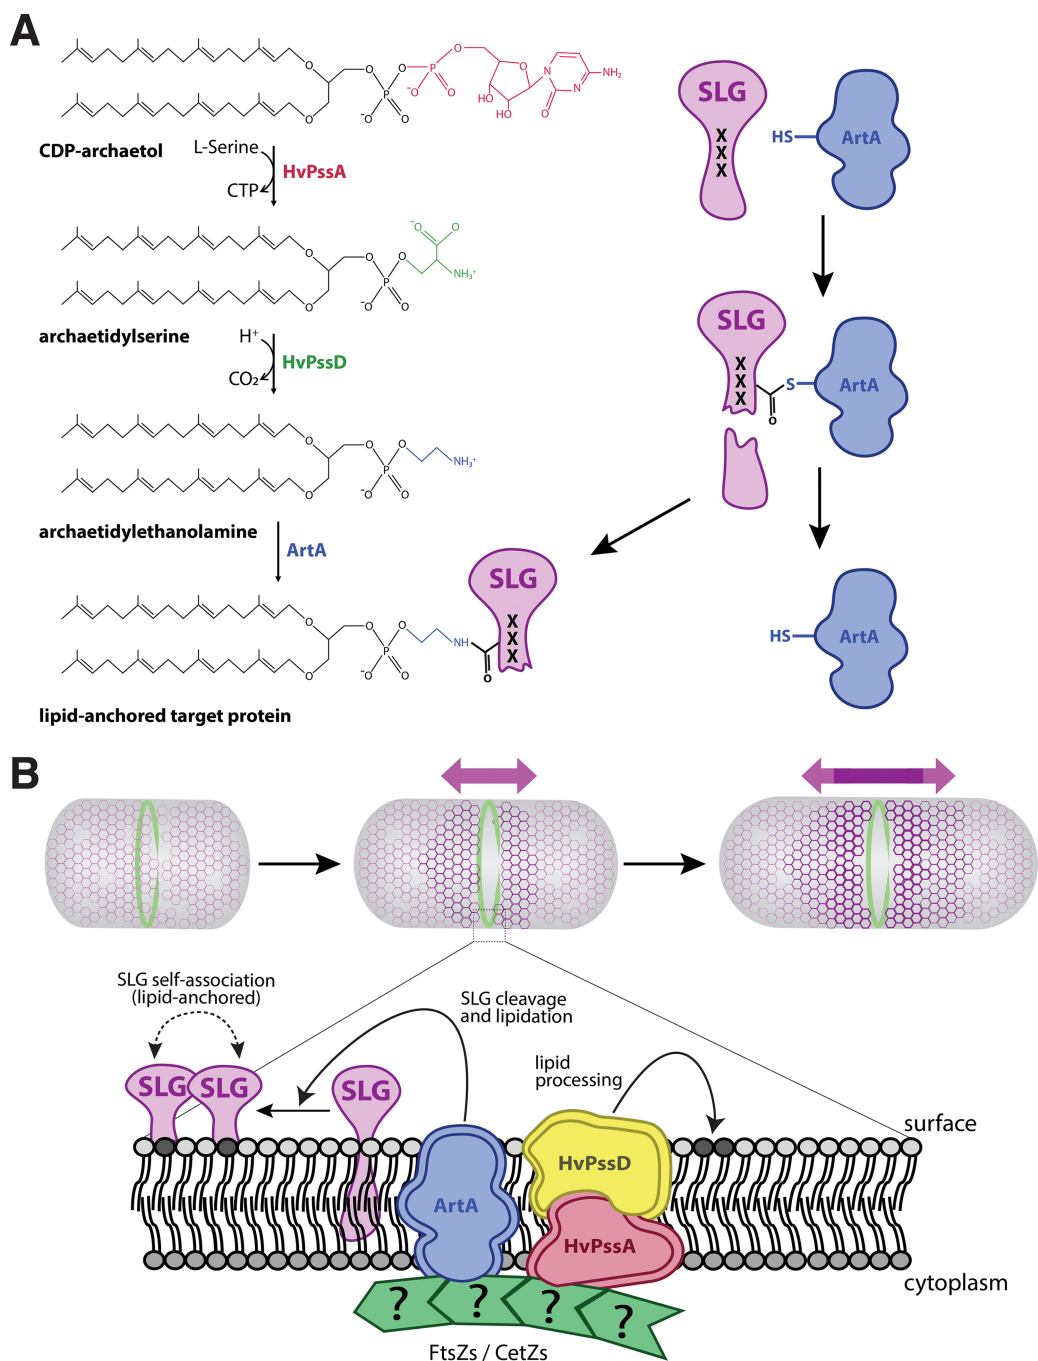 A
O
O
O
P
⁻O
O
O
P
⁻O
O
O
O
HO
HO
N
N
O
NH₂
CDP-archaetol
L-Serine
HvPssA
CTP
O
O
O
P
⁻O
O
O
⁻O
O
NH₃⁺
archaetidylserine
H⁺
HvPssD
CO₂
O
O
O
P
⁻O
O
O
NH₃⁺
archaetidylethanolamine
ArtA
O
O
O
P
⁻O
O
O
NH
O
SLG
X
X
X
lipid-anchored target protein
SLG
X
X
X
HS
ArtA
SLG
X
X
X
O
S
ArtA
HS
ArtA
B
SLG self-association
(lipid-anchored)
SLG cleavage
and lipidation
lipid
processing
SLG
SLG
SLG
surface
HvPssD
ArtA
HvPssA
cytoplasm
?
?
?
?
FtsZs / CetZs